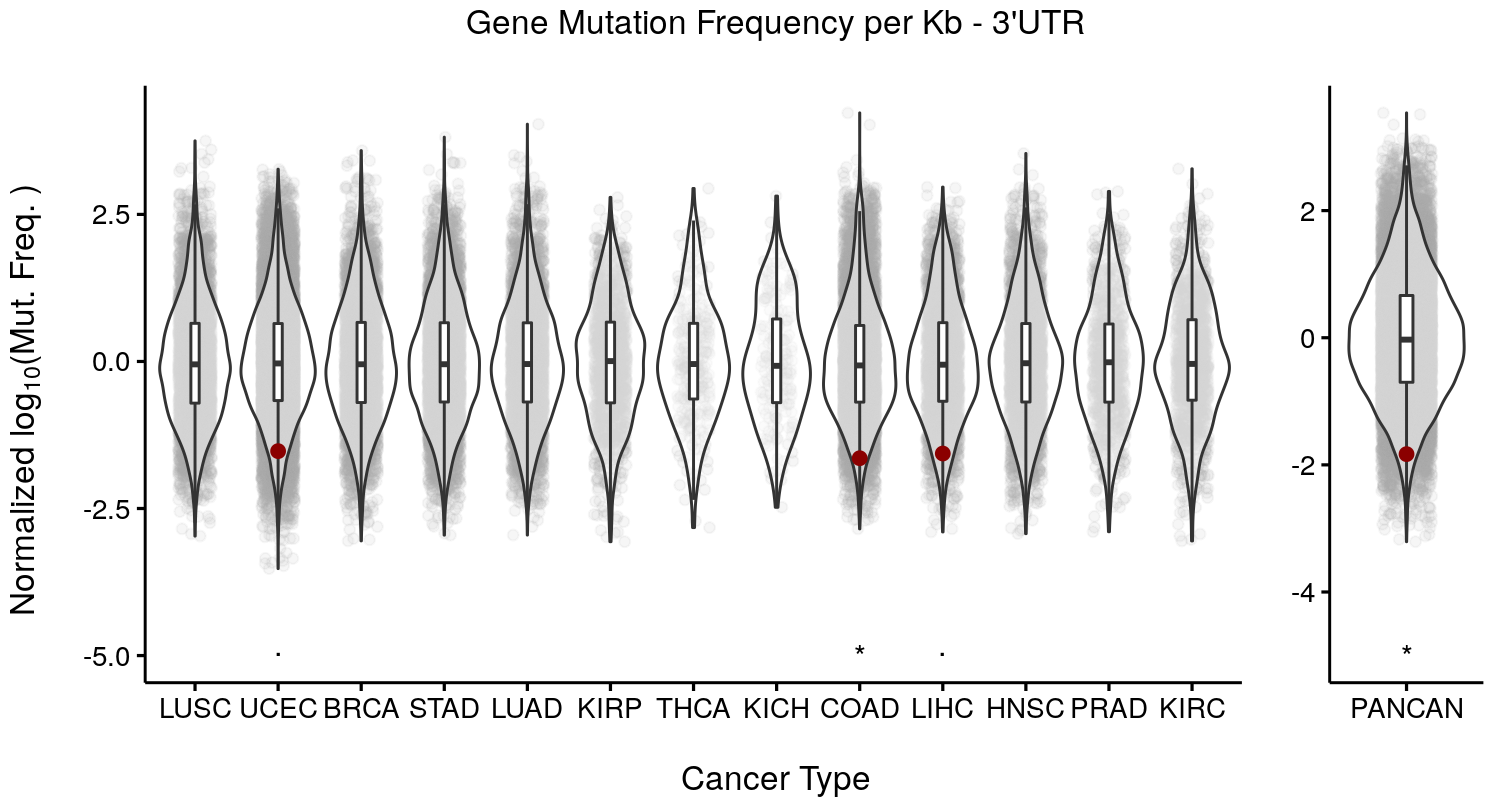 Gene Mutation Frequency per Kb - 3'UTR
Normalized log10(Mut. Freq. )
2.5
0.0
-2.5
-5.0
. * .
LUSC UCEC BRCA STAD LUAD KIRP THCA KICH COAD LIHC HNSC PRAD KIRC
2
0
-2
-4
*
PANCAN
Cancer Type